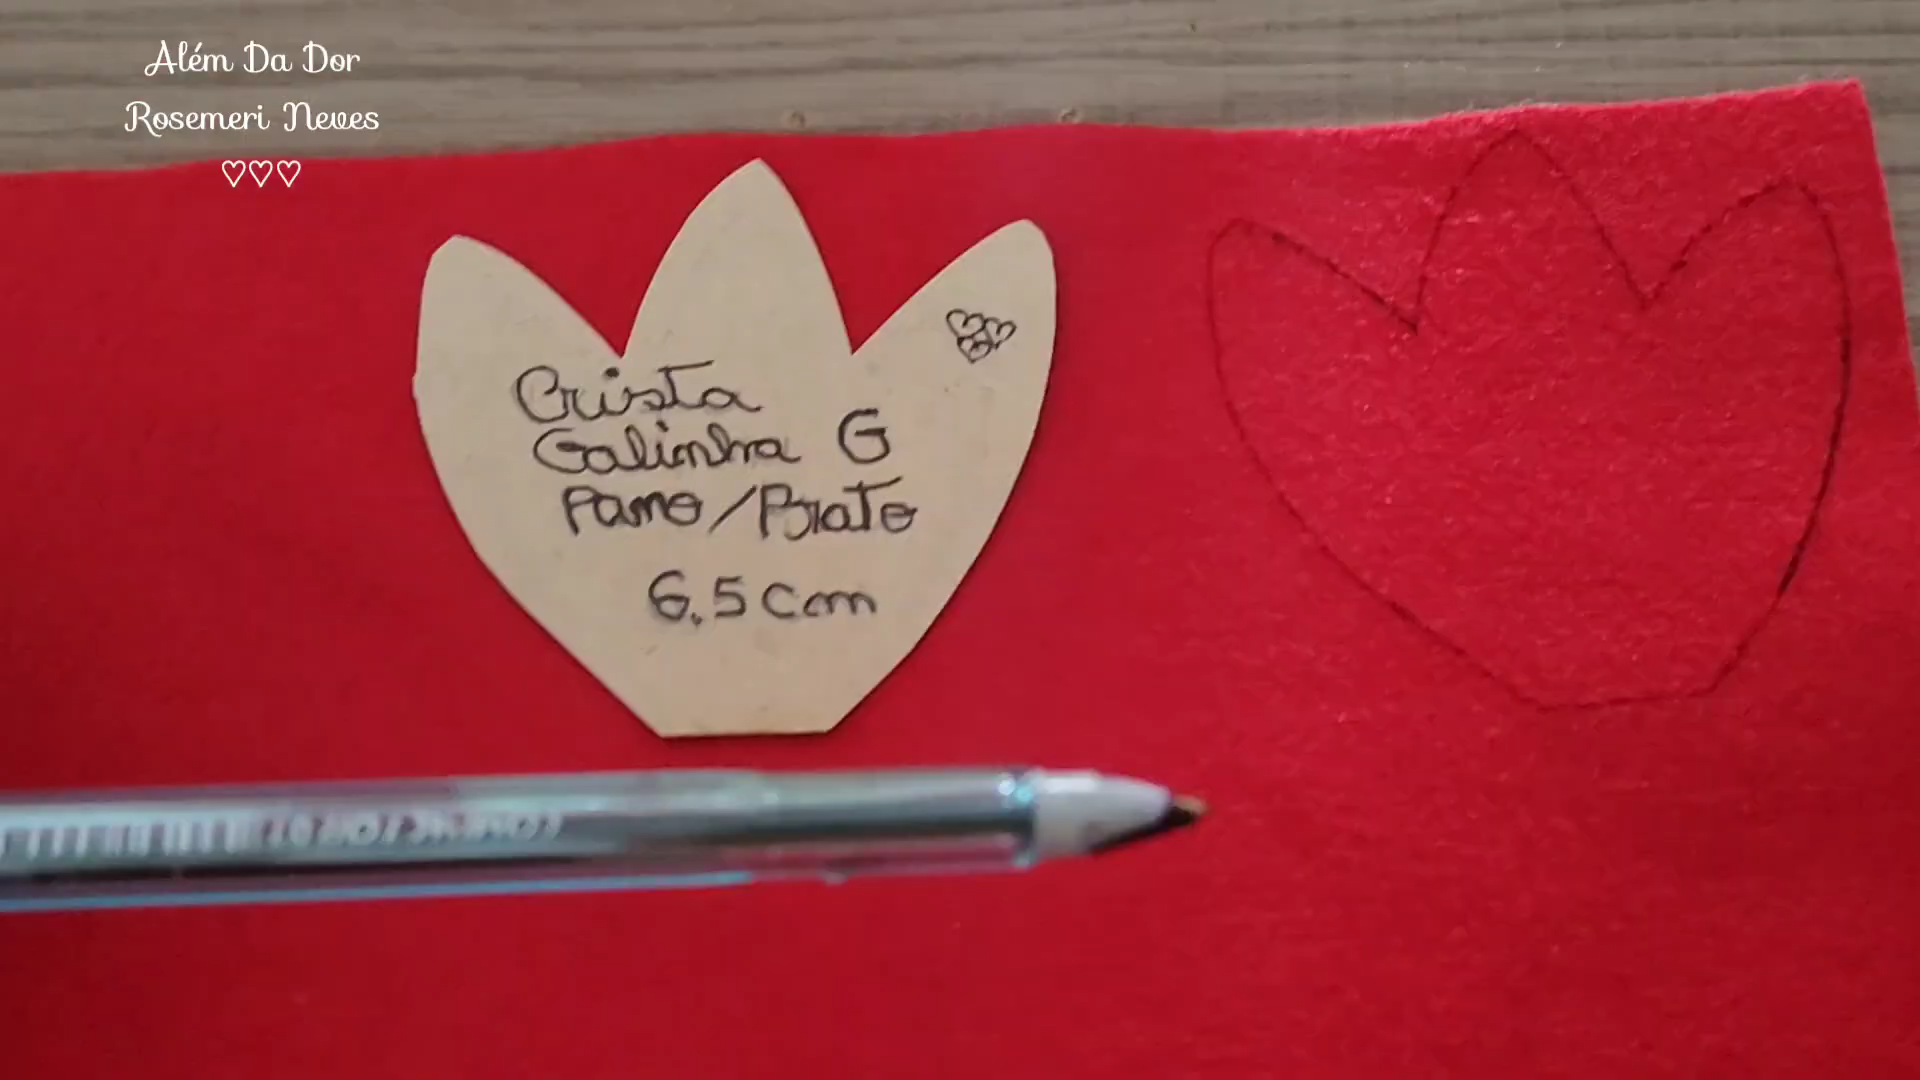 Além Da Dor
Rosemeri Neves
♡♡♡
Crista
Galinha G
Pano/Prato
6,5 cm